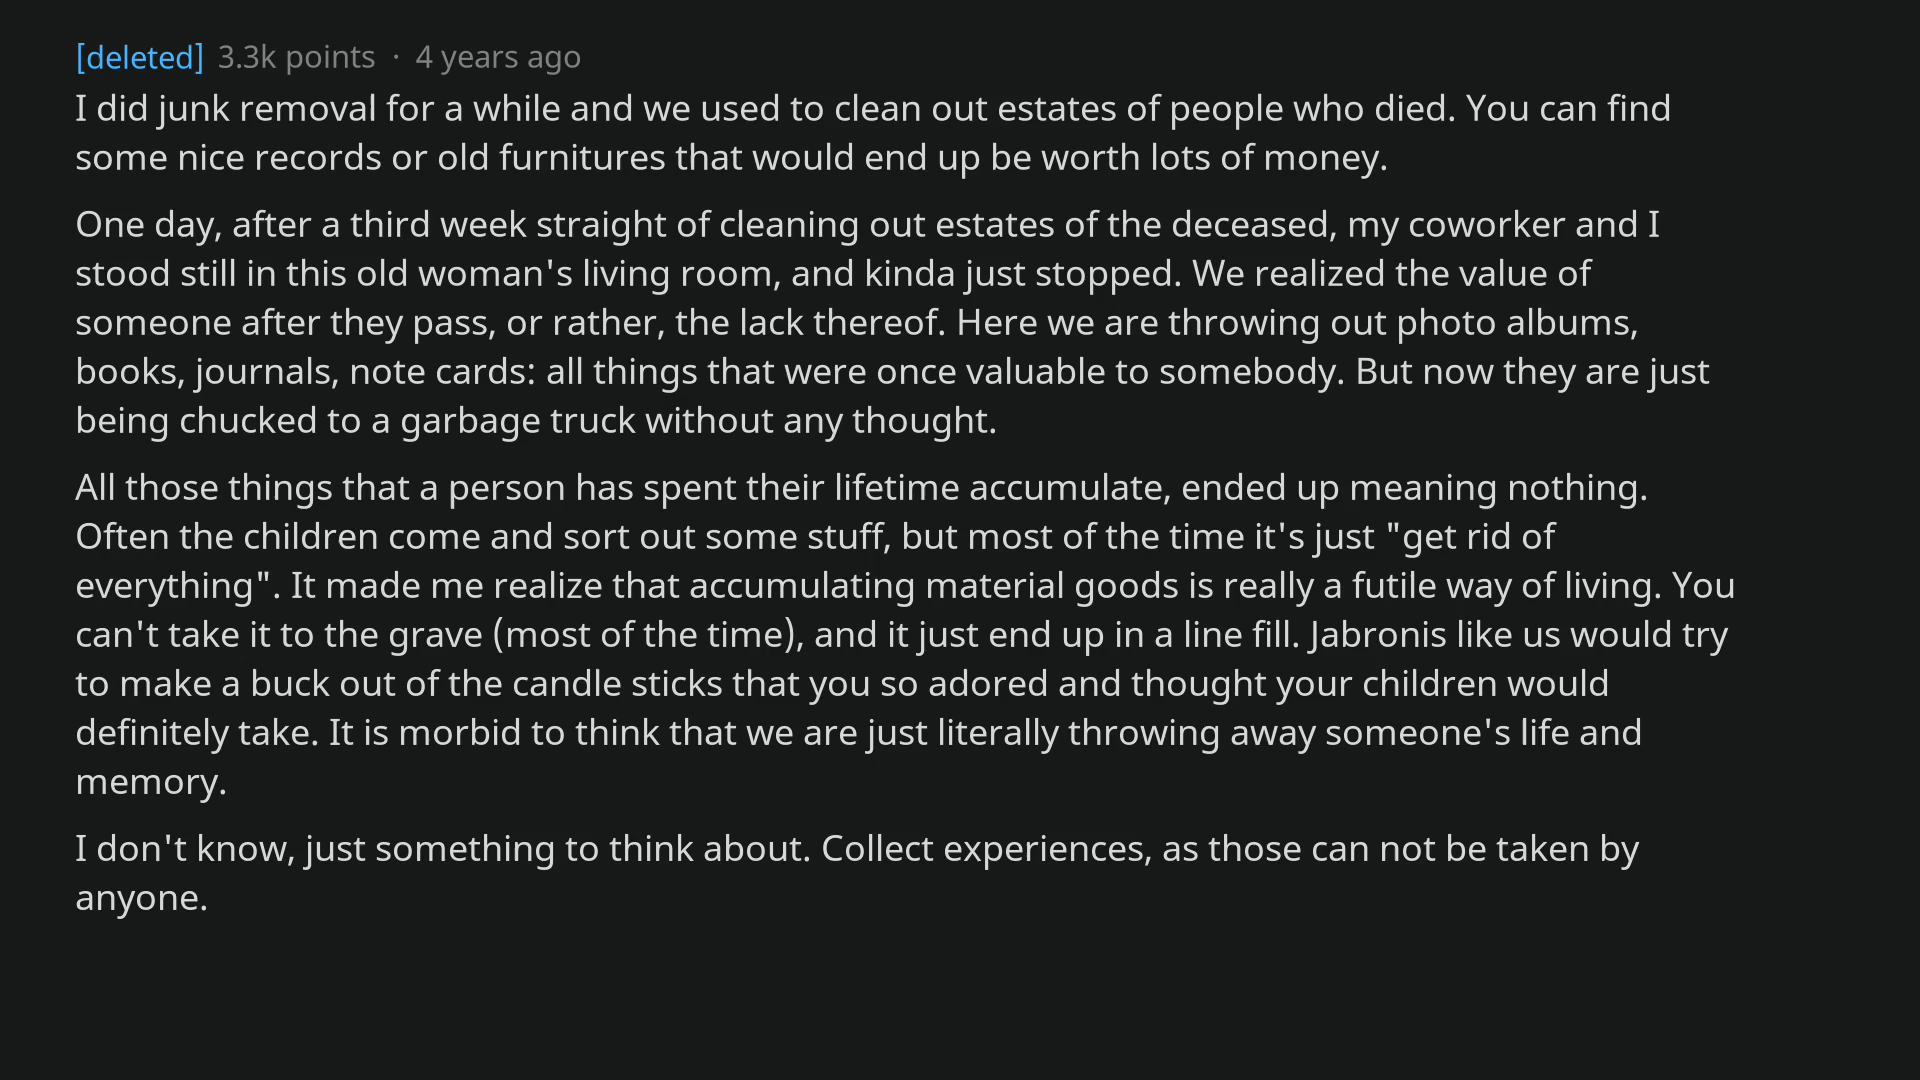 [deleted] 3.3k points · 4 years ago
I did junk removal for a while and we used to clean out estates of people who died. You can find
some nice records or old furnitures that would end up be worth lots of money.
One day, after a third week straight of cleaning out estates of the deceased, my coworker and I
stood still in this old woman's living room, and kinda just stopped. We realized the value of
someone after they pass, or rather, the lack thereof. Here we are throwing out photo albums,
books, journals, note cards: all things that were once valuable to somebody. But now they are just
being chucked to a garbage truck without any thought.
All those things that a person has spent their lifetime accumulate, ended up meaning nothing.
Often the children come and sort out some stuff, but most of the time it's just "get rid of
everything". It made me realize that accumulating material goods is really a futile way of living. You
can't take it to the grave (most of the time), and it just end up in a line fill. Jabronis like us would try
to make a buck out of the candle sticks that you so adored and thought your children would
definitely take. It is morbid to think that we are just literally throwing away someone's life and
memory.
I don't know, just something to think about. Collect experiences, as those can not be taken by
anyone.